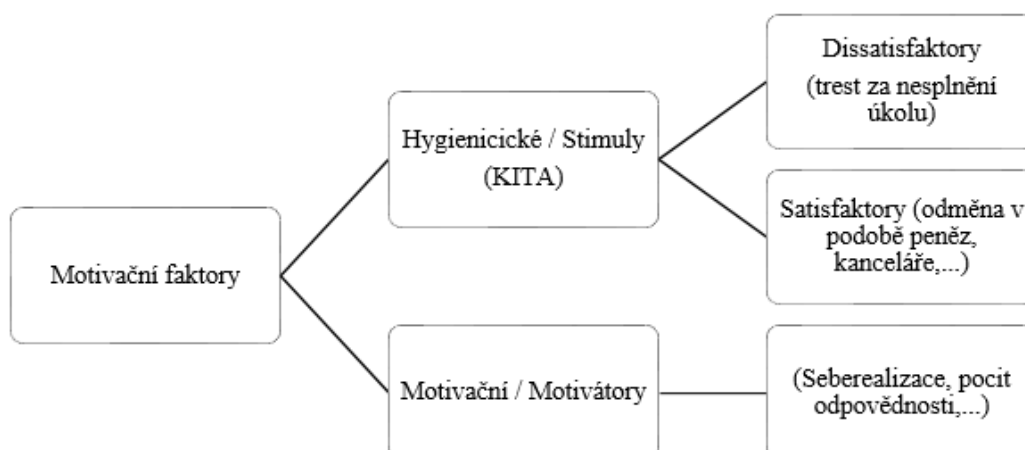 Motivační faktory
Hygienicické / Stimuly
(KITA)
Dissatisfaktory
(trest za nesplnění
úkolu)
Satisfaktory (odměna v
podobě peněz,
kanceláře,...)
Motivační / Motivátory
(Seberealizace, pocit
odpovědnosti,...)